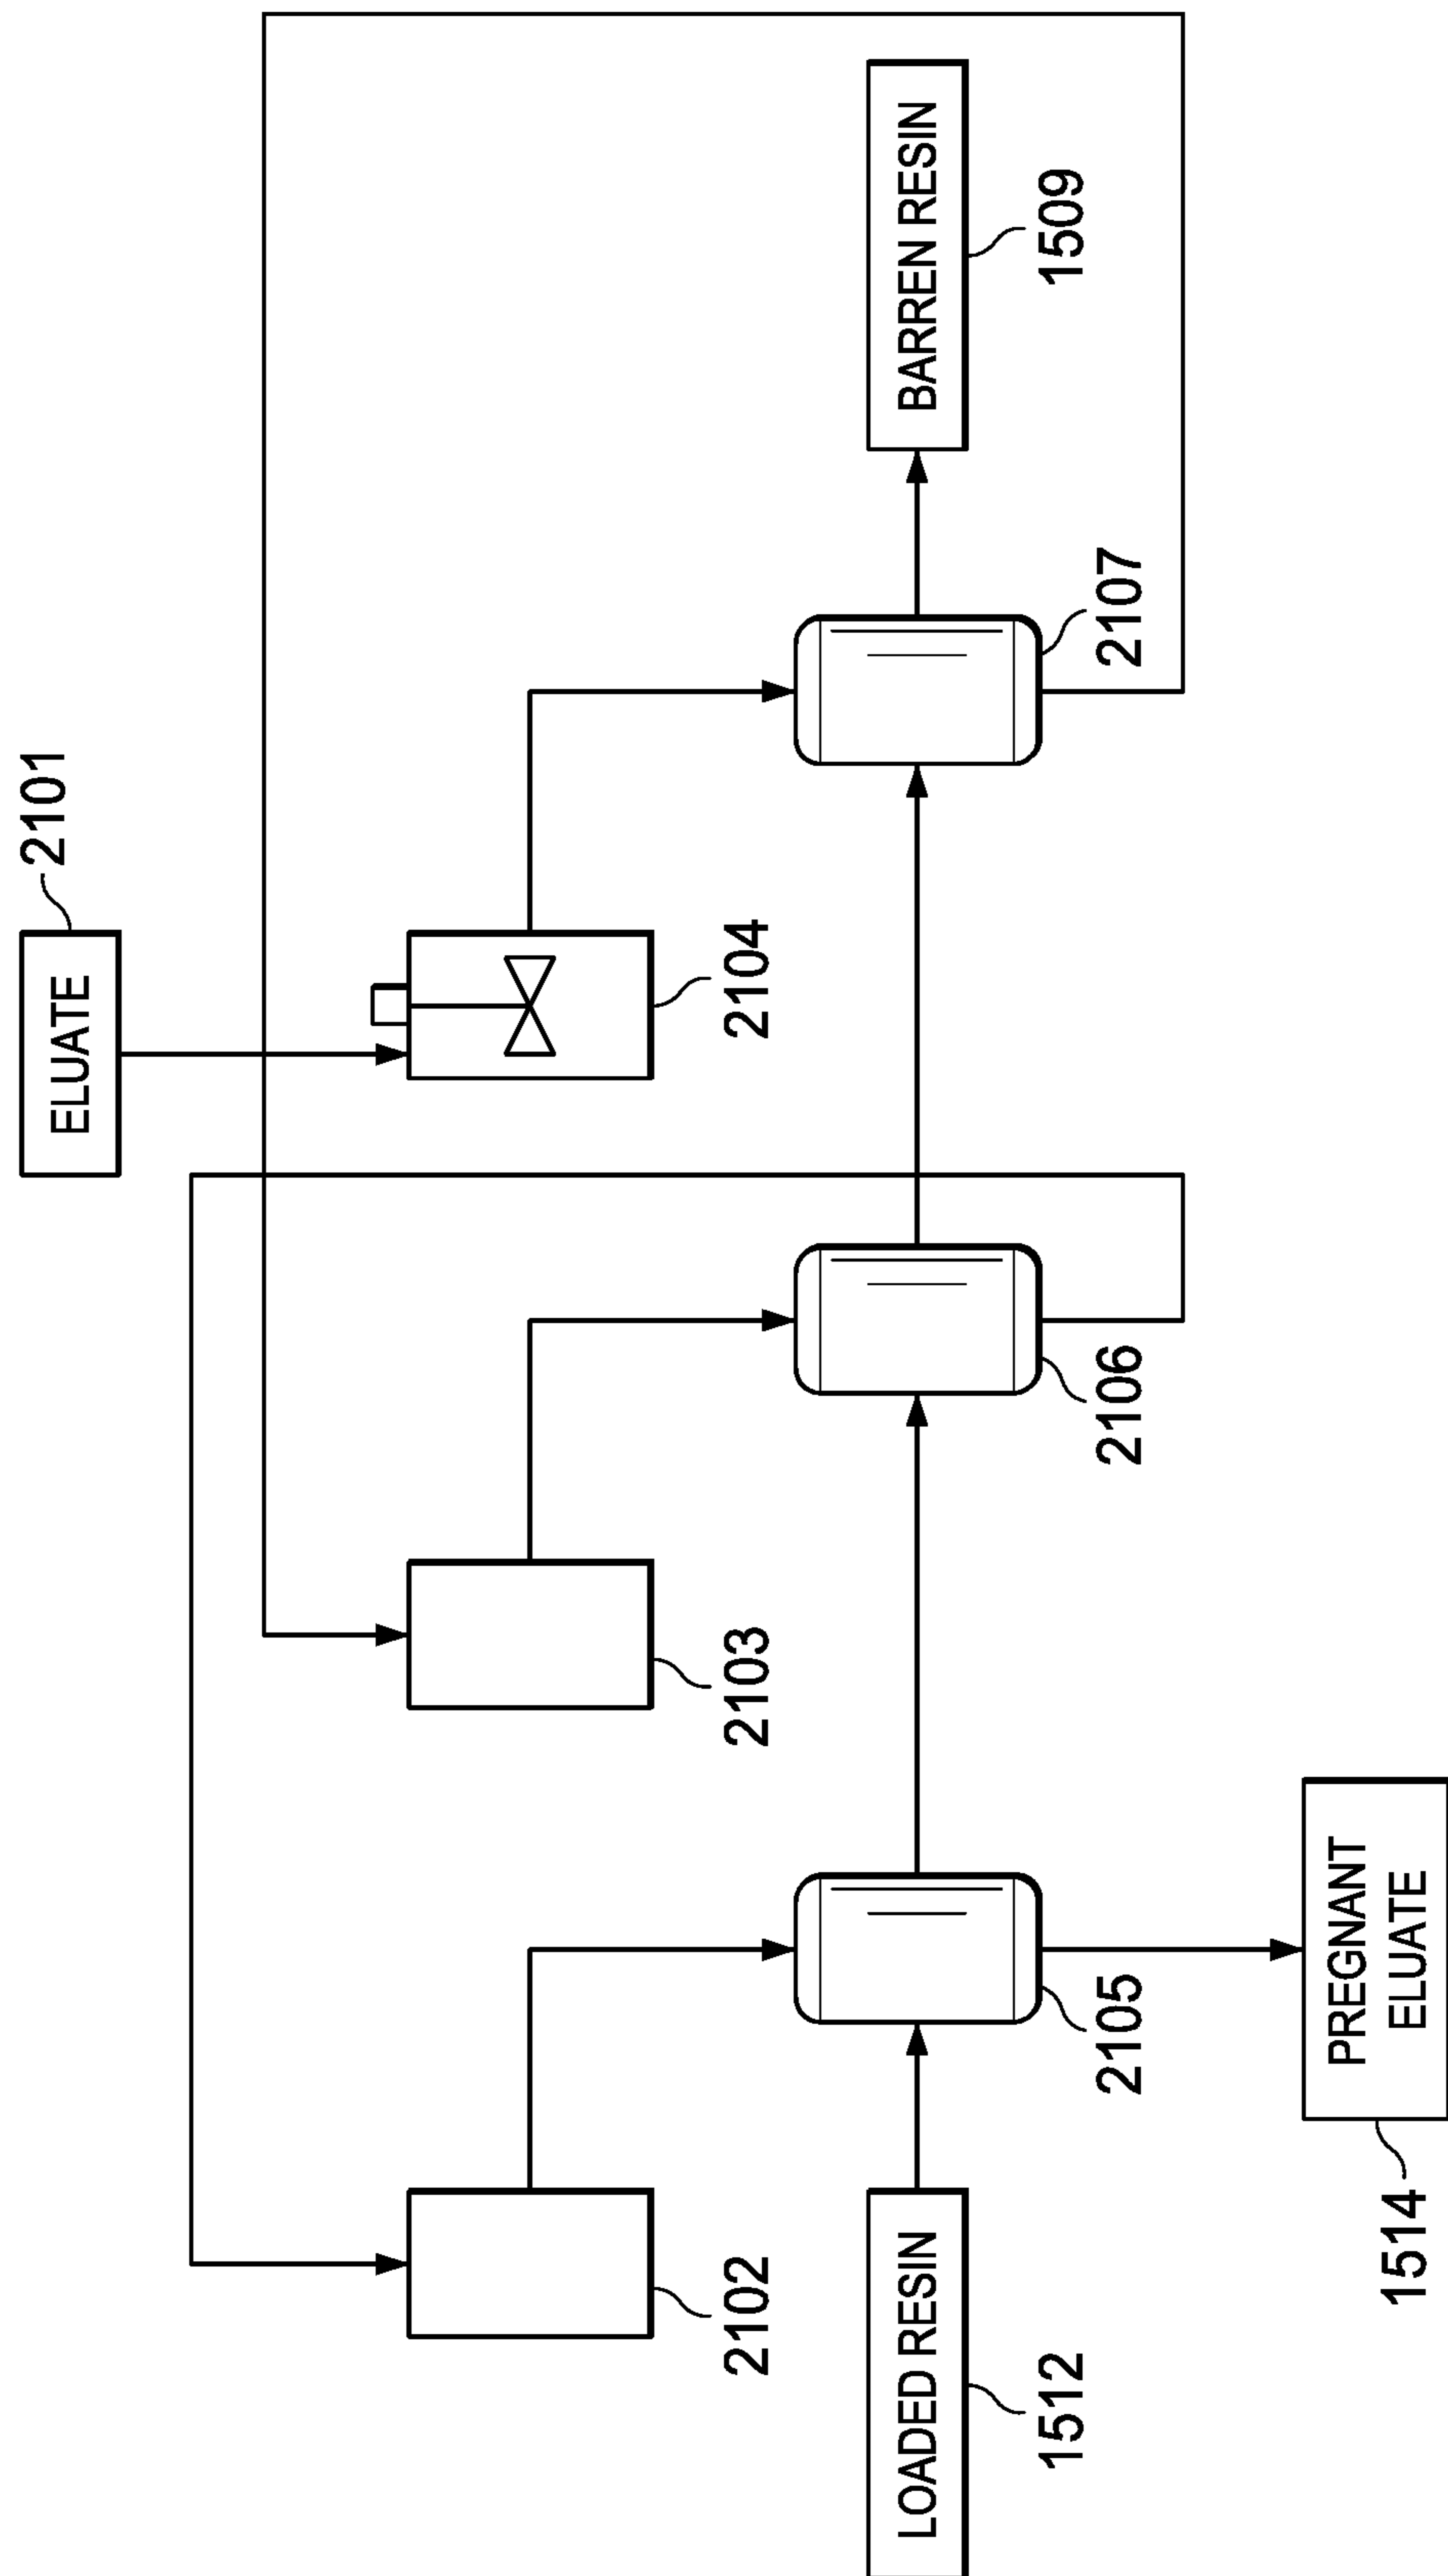 ELUATE
2101
2102
2103
2104
LOADED RESIN
1512
2105
2106
2107
BARREN RESIN
1509
PREGNANT
ELUATE
1514